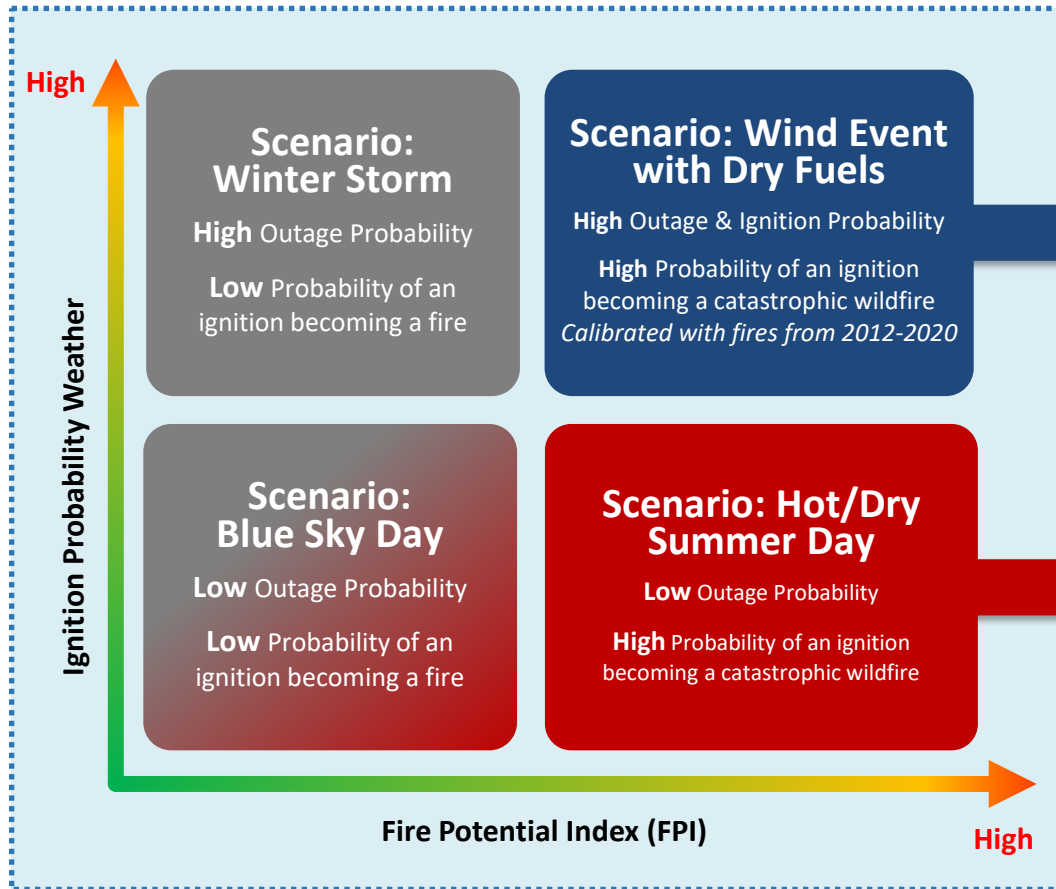 High
Scenario:
Winter Storm
High Outage Probability
Low Probability of an
ignition becoming a fire
Scenario: Wind Event
with Dry Fuels
High Outage & Ignition Probability
High Probability of an ignition
becoming a catastrophic wildfire
Calibrated with fires from 2012-2020
Ignition Probability Weather
Scenario:
Blue Sky Day
Low Outage Probability
Low Probability of an
ignition becoming a fire
Scenario: Hot/Dry
Summer Day
Low Outage Probability
High Probability of an ignition
becoming a catastrophic wildfire
Fire Potential Index (FPI)
High